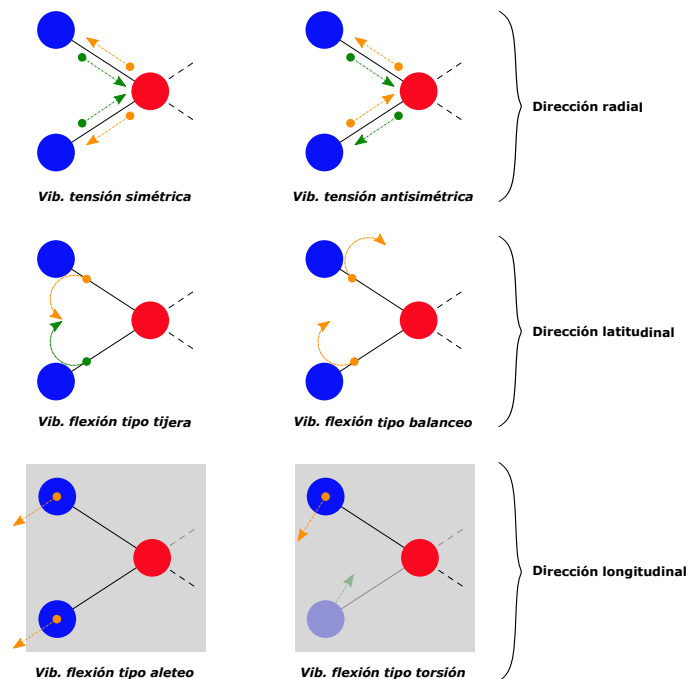 Dirección radial
Vib. tensión simétrica
Vib. tensión antisimétrica
Dirección latitudinal
Vib. flexión tipo tijera
Vib. flexión tipo balanceo
Dirección longitudinal
Vib. flexión tipo aleteo
Vib. flexión tipo torsión